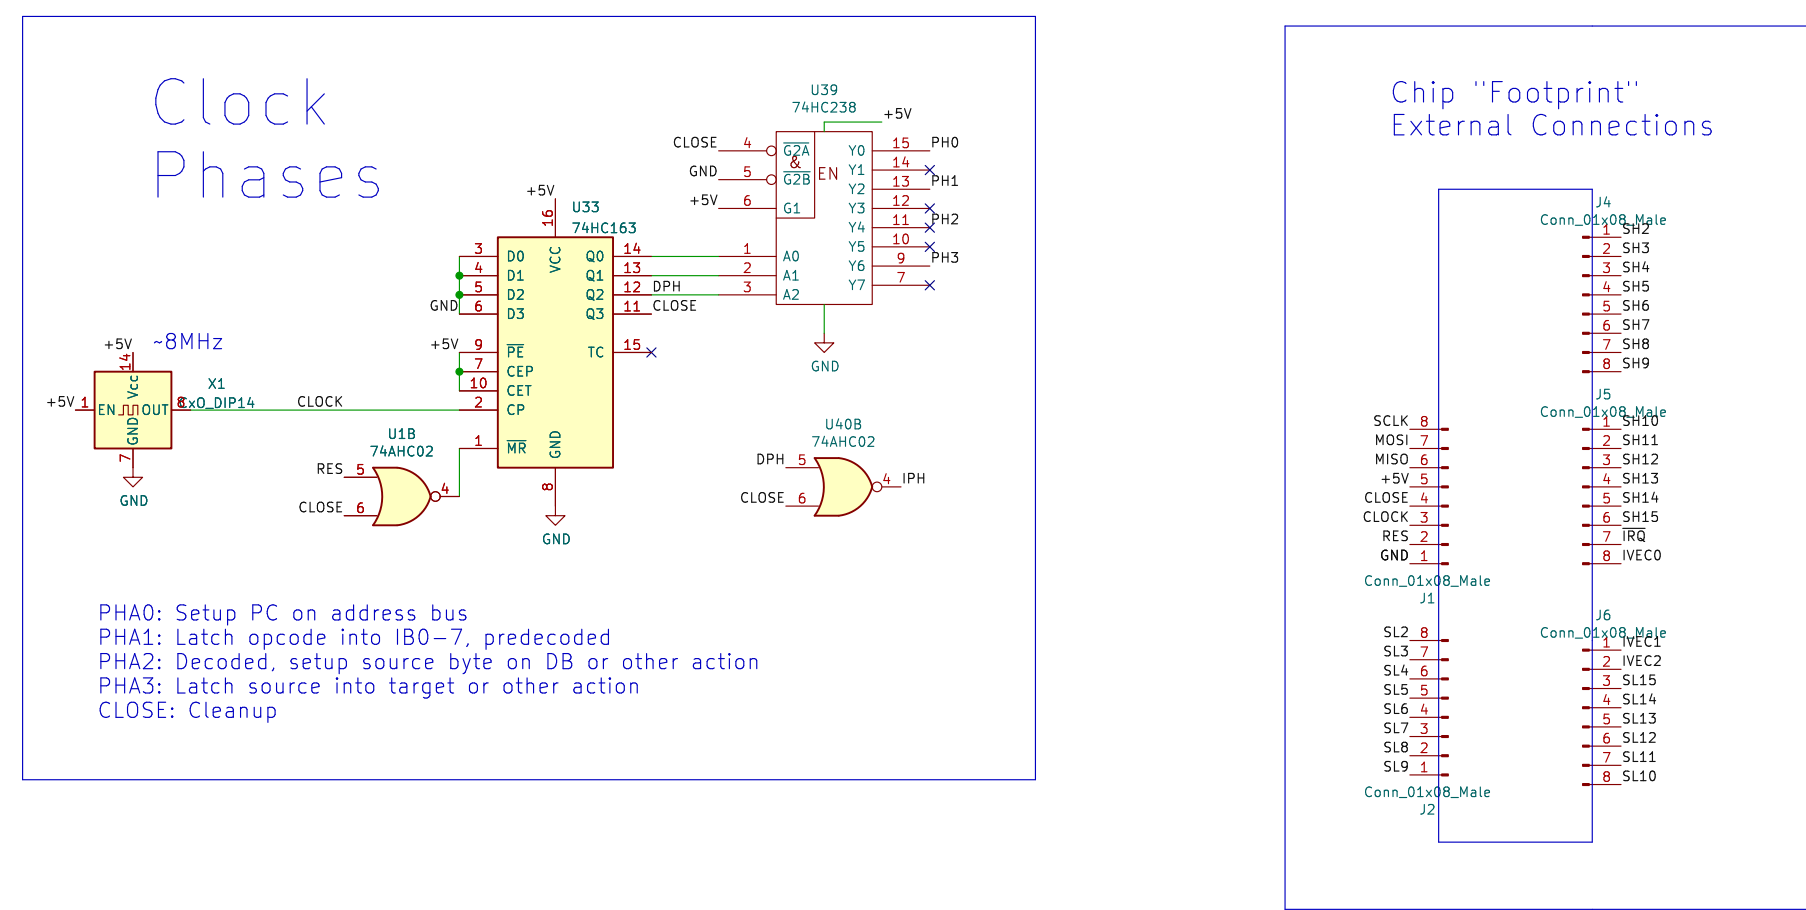 Clock
Phases
U39
74HC238
+5V
CLOSE 4 G2A
GND 5 G2B
+5V 6 G1
& EN
1 A0
2 A1
3 A2
Y0 15 PH0
Y1 14
Y2 13 PH1
Y3 12
Y4 11 PH2
Y5 10
Y6 9 PH3
Y7 7
GND
+5V
16
U33
74HC163
VCC
3 D0
4 D1
5 D2
GND 6 D3
+5V 9 PE
7 CEP
10 CET
CLOCK 2 CP
1 MR
Q0 14
Q1 13
Q2 12 DPH
Q3 11 CLOSE
TC 15
GND
8
GND
~8MHz
+5V
14
Vcc
X1
CxO_DIP14
+5V 1 EN OUT 8
GND
7
GND
U1B
74AHC02
RES 5
CLOSE 6
4
U40B
74AHC02
DPH 5
CLOSE 6
4 IPH
PHA0: Setup PC on address bus
PHA1: Latch opcode into IB0-7, predecoded
PHA2: Decoded, setup source byte on DB or other action
PHA3: Latch source into target or other action
CLOSE: Cleanup
Chip "Footprint"
External Connections
J4
Conn_01x08_Male
1 SH2
2 SH3
3 SH4
4 SH5
5 SH6
6 SH7
7 SH8
8 SH9
J5
Conn_01x08_Male
1 SH10
2 SH11
3 SH12
4 SH13
5 SH14
6 SH15
7 IRQ
8 IVEC0
SCLK 8
MOSI 7
MISO 6
+5V 5
CLOSE 4
CLOCK 3
RES 2
GND 1
Conn_01x08_Male
J1
J6
Conn_01x08_Male
1 IVEC1
2 IVEC2
3 SL15
4 SL14
5 SL13
6 SL12
7 SL11
8 SL10
SL2 8
SL3 7
SL4 6
SL5 5
SL6 4
SL7 3
SL8 2
SL9 1
Conn_01x08_Male
J2